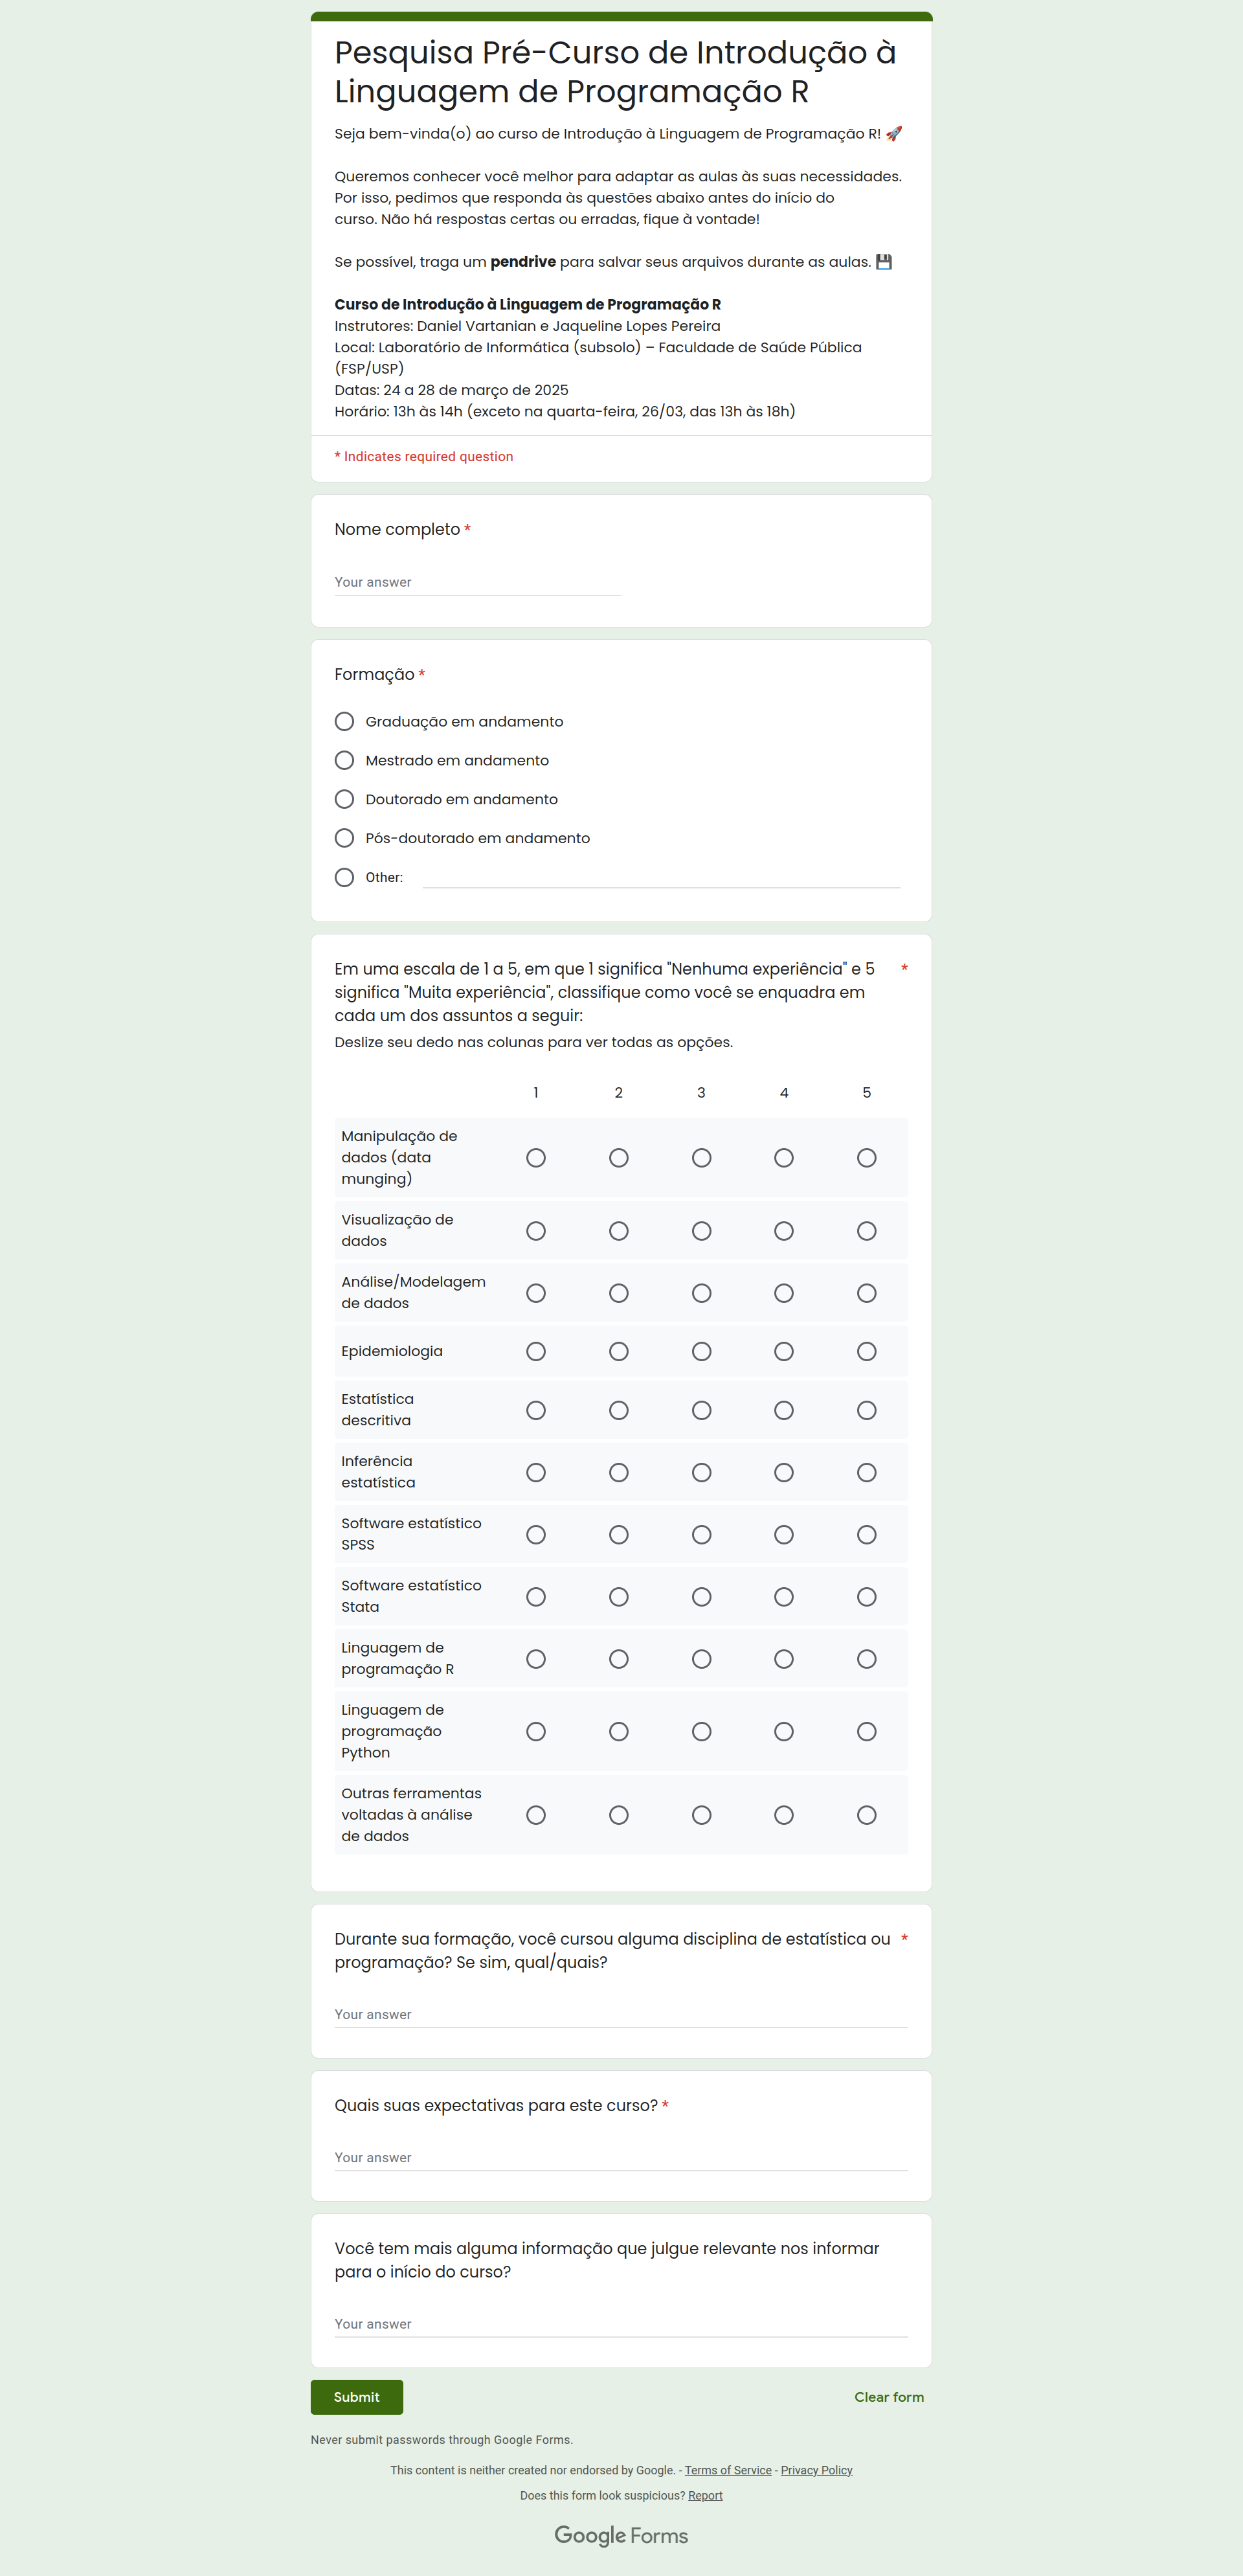 Pesquisa Pré-Curso de Introdução à
Linguagem de Programação R
Seja bem-vinda(o) ao curso de Introdução à Linguagem de Programação R! 🚀
Queremos conhecer você melhor para adaptar as aulas às suas necessidades.
Por isso, pedimos que responda às questões abaixo antes do início do
curso. Não há respostas certas ou erradas, fique à vontade!
Se possível, traga um pendrive para salvar seus arquivos durante as aulas. 💾
Curso de Introdução à Linguagem de Programação R
Instrutores: Daniel Vartanian e Jaqueline Lopes Pereira
Local: Laboratório de Informática (subsolo) – Faculdade de Saúde Pública
(FSP/USP)
Datas: 24 a 28 de março de 2025
Horário: 13h às 14h (exceto na quarta-feira, 26/03, das 13h às 18h)
* Indicates required question
Nome completo *
Your answer
Formação *
Graduação em andamento
Mestrado em andamento
Doutorado em andamento
Pós-doutorado em andamento
Other:
Em uma escala de 1 a 5, em que 1 significa "Nenhuma experiência" e 5 *
significa "Muita experiência", classifique como você se enquadra em
cada um dos assuntos a seguir:
Deslize seu dedo nas colunas para ver todas as opções.
1 2 3 4 5
Manipulação de
dados (data
munging)
Visualização de
dados
Análise/Modelagem
de dados
Epidemiologia
Estatística
descritiva
Inferência
estatística
Software estatístico
SPSS
Software estatístico
Stata
Linguagem de
programação R
Linguagem de
programação
Python
Outras ferramentas
voltadas à análise
de dados
Durante sua formação, você cursou alguma disciplina de estatística ou *
programação? Se sim, qual/quais?
Your answer
Quais suas expectativas para este curso? *
Your answer
Você tem mais alguma informação que julgue relevante nos informar
para o início do curso?
Your answer
Submit Clear form
Never submit passwords through Google Forms.
This content is neither created nor endorsed by Google. - Terms of Service - Privacy Policy
Does this form look suspicious? Report
Google Forms